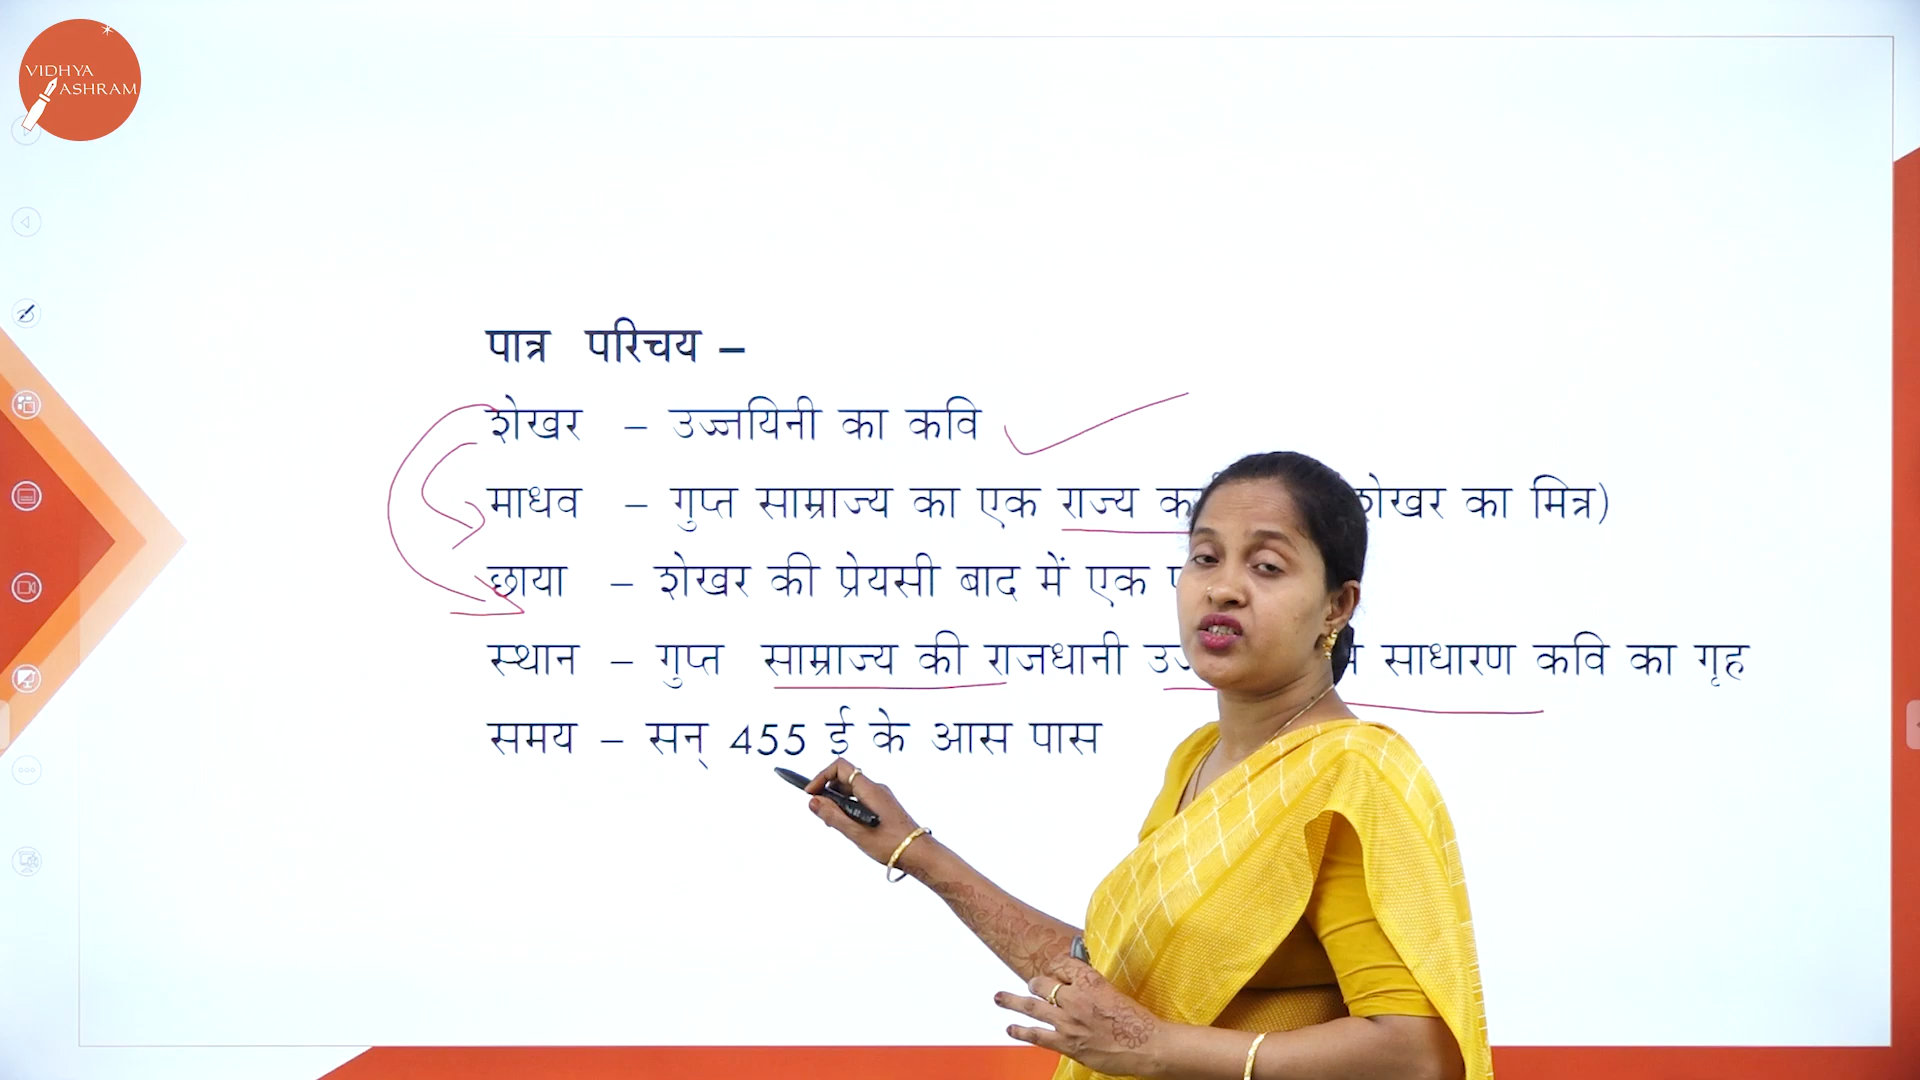 VIDHYA
ASHRAM
पात्र परिचय –
शेखर – उज्जयिनी का कवि
माधव – गुप्त साम्राज्य का एक राज्य का मित्र)
छाया – शेखर की प्रेयसी बाद में एक
स्थान – गुप्त साम्राज्य की राजधानी साधारण कवि का गृह
समय – सन् 455 ई के आस पास